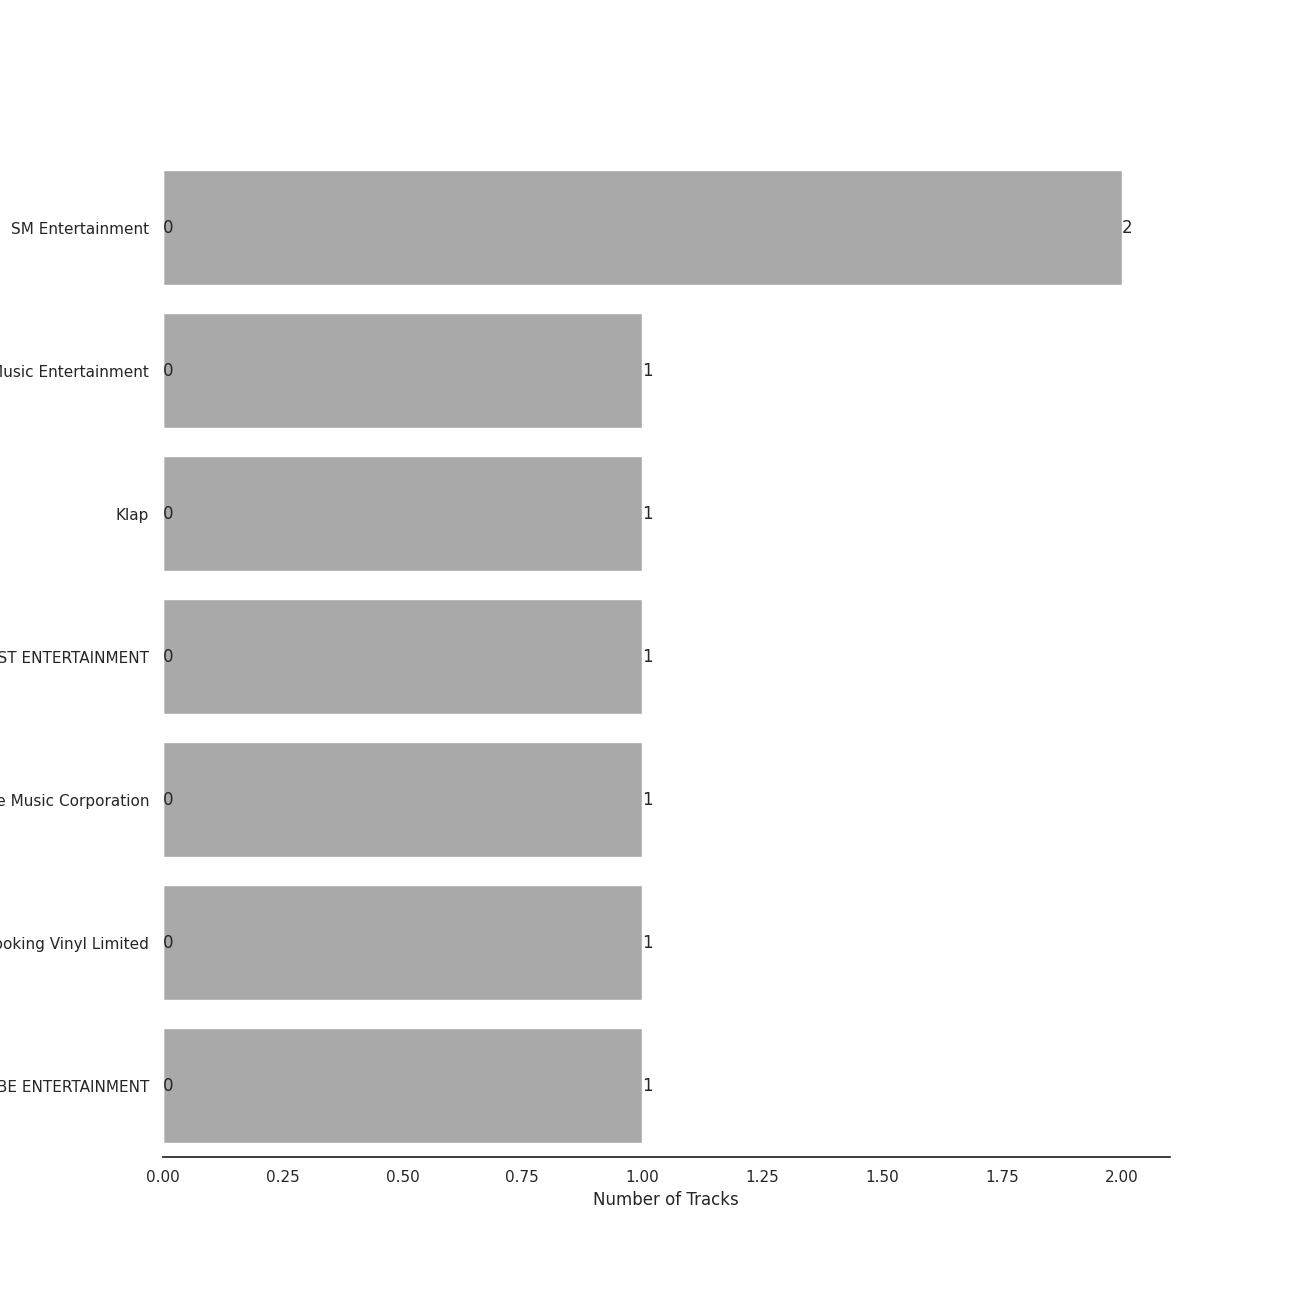 SM Entertainment 0 2
Music Entertainment 0 1
Klap 0 1
ST ENTERTAINMENT 0 1
e Music Corporation 0 1
ooking Vinyl Limited 0 1
BE ENTERTAINMENT 0 1
0.00 0.25 0.50 0.75 1.00 1.25 1.50 1.75 2.00
Number of Tracks